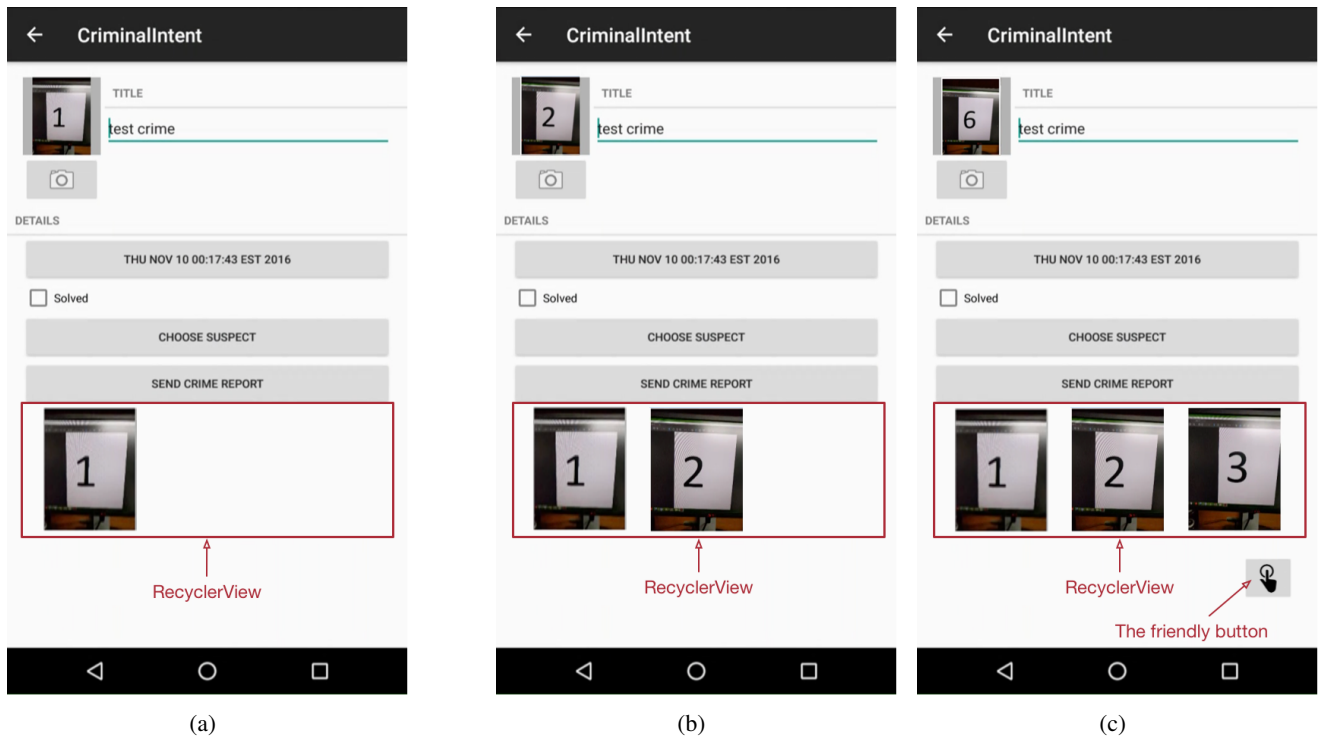 CriminalIntent
1
TITLE
test crime
DETAILS
THU NOV 10 00:17:43 EST 2016
Solved
CHOOSE SUSPECT
SEND CRIME REPORT
1
RecyclerView
(a)
CriminalIntent
2
TITLE
test crime
DETAILS
THU NOV 10 00:17:43 EST 2016
Solved
CHOOSE SUSPECT
SEND CRIME REPORT
1 2
RecyclerView
(b)
CriminalIntent
6
TITLE
test crime
DETAILS
THU NOV 10 00:17:43 EST 2016
Solved
CHOOSE SUSPECT
SEND CRIME REPORT
1 2 3
RecyclerView
The friendly button
(c)